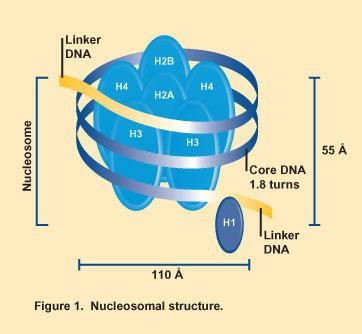 Linker
DNA
H2B
H4
H4
H2A
H3
H3
Nucleosome
55 Å
Core DNA
1.8 turns
H1
Linker
DNA
110 Å
Figure 1. Nucleosomal structure.